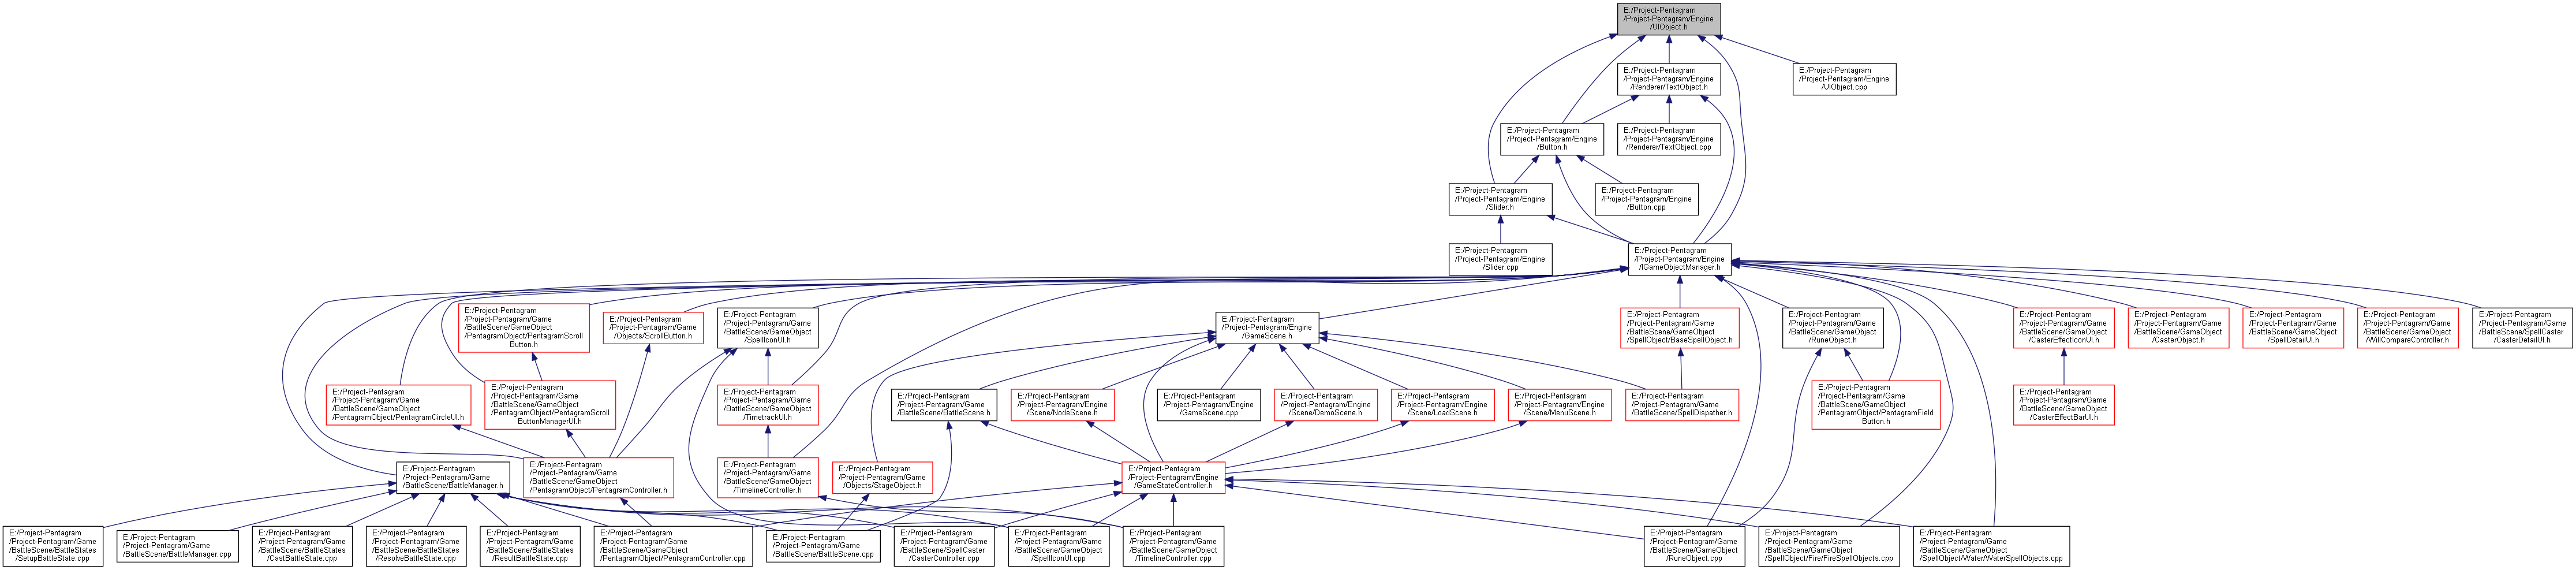 E:/Project-Pentagram
/Project-Pentagram/Engine
/UIObject.h
E:/Project-Pentagram
/Project-Pentagram/Engine
/Renderer/TextObject.h
E:/Project-Pentagram
/Project-Pentagram/Engine
/UIObject.cpp
E:/Project-Pentagram
/Project-Pentagram/Engine
/Button.h
E:/Project-Pentagram
/Project-Pentagram/Engine
/Renderer/TextObject.cpp
E:/Project-Pentagram
/Project-Pentagram/Engine
/Slider.h
E:/Project-Pentagram
/Project-Pentagram/Engine
/Button.cpp
E:/Project-Pentagram
/Project-Pentagram/Engine
/Slider.cpp
E:/Project-Pentagram
/Project-Pentagram/Engine
/IGameObjectManager.h
E:/Project-Pentagram
/Project-Pentagram/Game
/BattleScene/GameObject
/PentagramObject/PentagramScroll
Button.h
E:/Project-Pentagram
/Project-Pentagram/Game
/Objects/ScrollButton.h
E:/Project-Pentagram
/Project-Pentagram/Game
/BattleScene/GameObject
/SpellIconUI.h
E:/Project-Pentagram
/Project-Pentagram/Engine
/GameScene.h
E:/Project-Pentagram
/Project-Pentagram/Game
/BattleScene/GameObject
/SpellObject/BaseSpellObject.h
E:/Project-Pentagram
/Project-Pentagram/Game
/BattleScene/GameObject
/RuneObject.h
E:/Project-Pentagram
/Project-Pentagram/Game
/BattleScene/GameObject
/CasterEffectIconUI.h
E:/Project-Pentagram
/Project-Pentagram/Game
/BattleScene/GameObject
/CasterObject.h
E:/Project-Pentagram
/Project-Pentagram/Game
/BattleScene/GameObject
/SpellDetailUI.h
E:/Project-Pentagram
/Project-Pentagram/Game
/BattleScene/GameObject
/WillCompareController.h
E:/Project-Pentagram
/Project-Pentagram/Game
/BattleScene/SpellCaster
/CasterDetailUI.h
E:/Project-Pentagram
/Project-Pentagram/Game
/BattleScene/GameObject
/PentagramObject/PentagramCircleUI.h
E:/Project-Pentagram
/Project-Pentagram/Game
/BattleScene/GameObject
/PentagramObject/PentagramScroll
ButtonManagerUI.h
E:/Project-Pentagram
/Project-Pentagram/Game
/BattleScene/GameObject
/TimetrackUI.h
E:/Project-Pentagram
/Project-Pentagram/Game
/BattleScene/BattleScene.h
E:/Project-Pentagram
/Project-Pentagram/Engine
/Scene/NodeScene.h
E:/Project-Pentagram
/Project-Pentagram/Engine
/GameScene.cpp
E:/Project-Pentagram
/Project-Pentagram/Engine
/Scene/DemoScene.h
E:/Project-Pentagram
/Project-Pentagram/Engine
/Scene/LoadScene.h
E:/Project-Pentagram
/Project-Pentagram/Engine
/Scene/MenuScene.h
E:/Project-Pentagram
/Project-Pentagram/Game
/BattleScene/SpellDispather.h
E:/Project-Pentagram
/Project-Pentagram/Game
/BattleScene/GameObject
/PentagramObject/PentagramField
Button.h
E:/Project-Pentagram
/Project-Pentagram/Game
/BattleScene/GameObject
/CasterEffectBarUI.h
E:/Project-Pentagram
/Project-Pentagram/Game
/BattleScene/BattleManager.h
E:/Project-Pentagram
/Project-Pentagram/Game
/BattleScene/GameObject
/PentagramObject/PentagramController.h
E:/Project-Pentagram
/Project-Pentagram/Game
/BattleScene/GameObject
/TimelineController.h
E:/Project-Pentagram
/Project-Pentagram/Game
/Objects/StageObject.h
E:/Project-Pentagram
/Project-Pentagram/Engine
/GameStateController.h
E:/Project-Pentagram
/Project-Pentagram/Game
/BattleScene/BattleStates
/SetupBattleState.cpp
E:/Project-Pentagram
/Project-Pentagram/Game
/BattleScene/BattleManager.cpp
E:/Project-Pentagram
/Project-Pentagram/Game
/BattleScene/BattleStates
/CastBattleState.cpp
E:/Project-Pentagram
/Project-Pentagram/Game
/BattleScene/BattleStates
/ResolveBattleState.cpp
E:/Project-Pentagram
/Project-Pentagram/Game
/BattleScene/BattleStates
/ResultBattleState.cpp
E:/Project-Pentagram
/Project-Pentagram/Game
/BattleScene/GameObject
/PentagramObject/PentagramController.cpp
E:/Project-Pentagram
/Project-Pentagram/Game
/BattleScene/BattleScene.cpp
E:/Project-Pentagram
/Project-Pentagram/Game
/BattleScene/SpellCaster
/CasterController.cpp
E:/Project-Pentagram
/Project-Pentagram/Game
/BattleScene/GameObject
/SpellIconUI.cpp
E:/Project-Pentagram
/Project-Pentagram/Game
/BattleScene/GameObject
/TimelineController.cpp
E:/Project-Pentagram
/Project-Pentagram/Game
/BattleScene/GameObject
/RuneObject.cpp
E:/Project-Pentagram
/Project-Pentagram/Game
/BattleScene/GameObject
/SpellObject/Fire/FireSpellObjects.cpp
E:/Project-Pentagram
/Project-Pentagram/Game
/BattleScene/GameObject
/SpellObject/Water/WaterSpellObjects.cpp